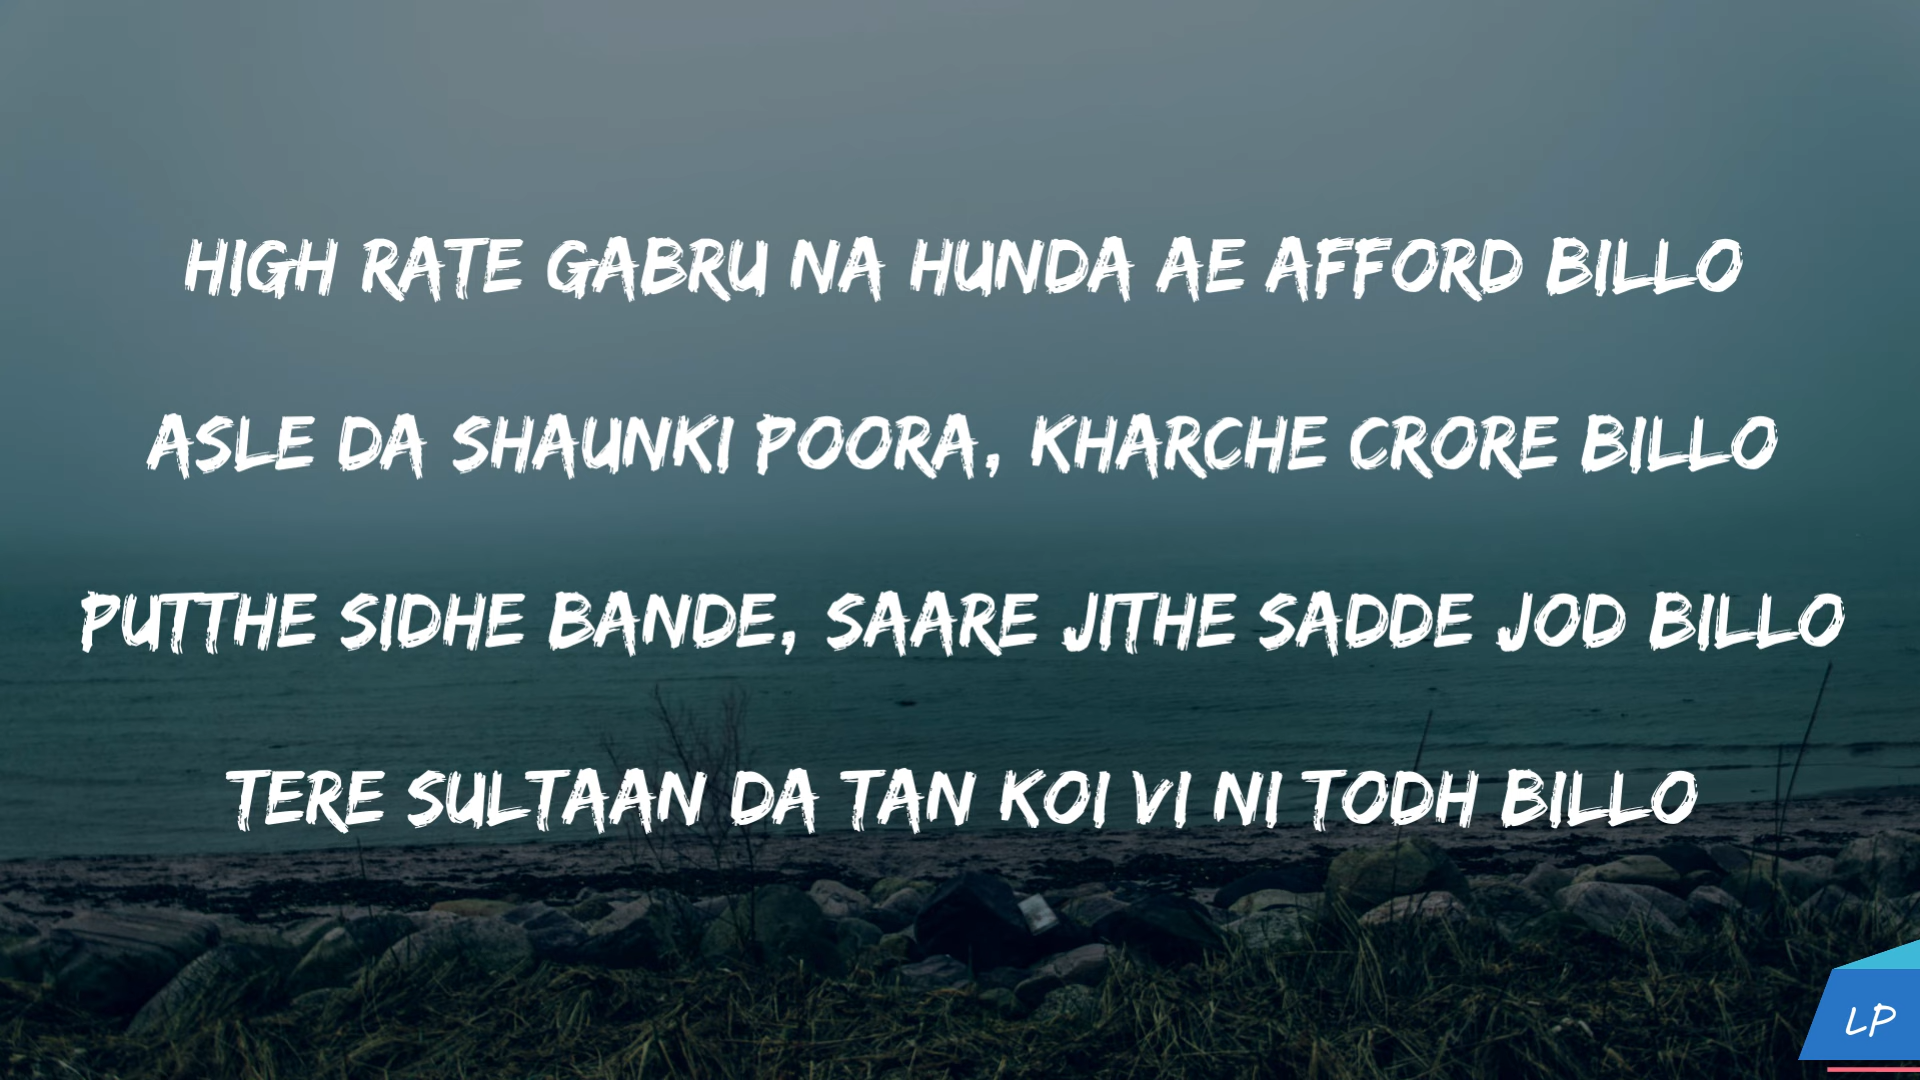 HIGH RATE GABRU NA HUNDA AE AFFORD BILLO
ASLE DA SHAUNKI POORA, KHARCHE CRORE BILLO
PUTTHE SIDHE BANDE, SAARE JITHE SADDE JOD BILLO
TERE SULTAAN DA TAN KOI VI NI TODH BILLO
LP